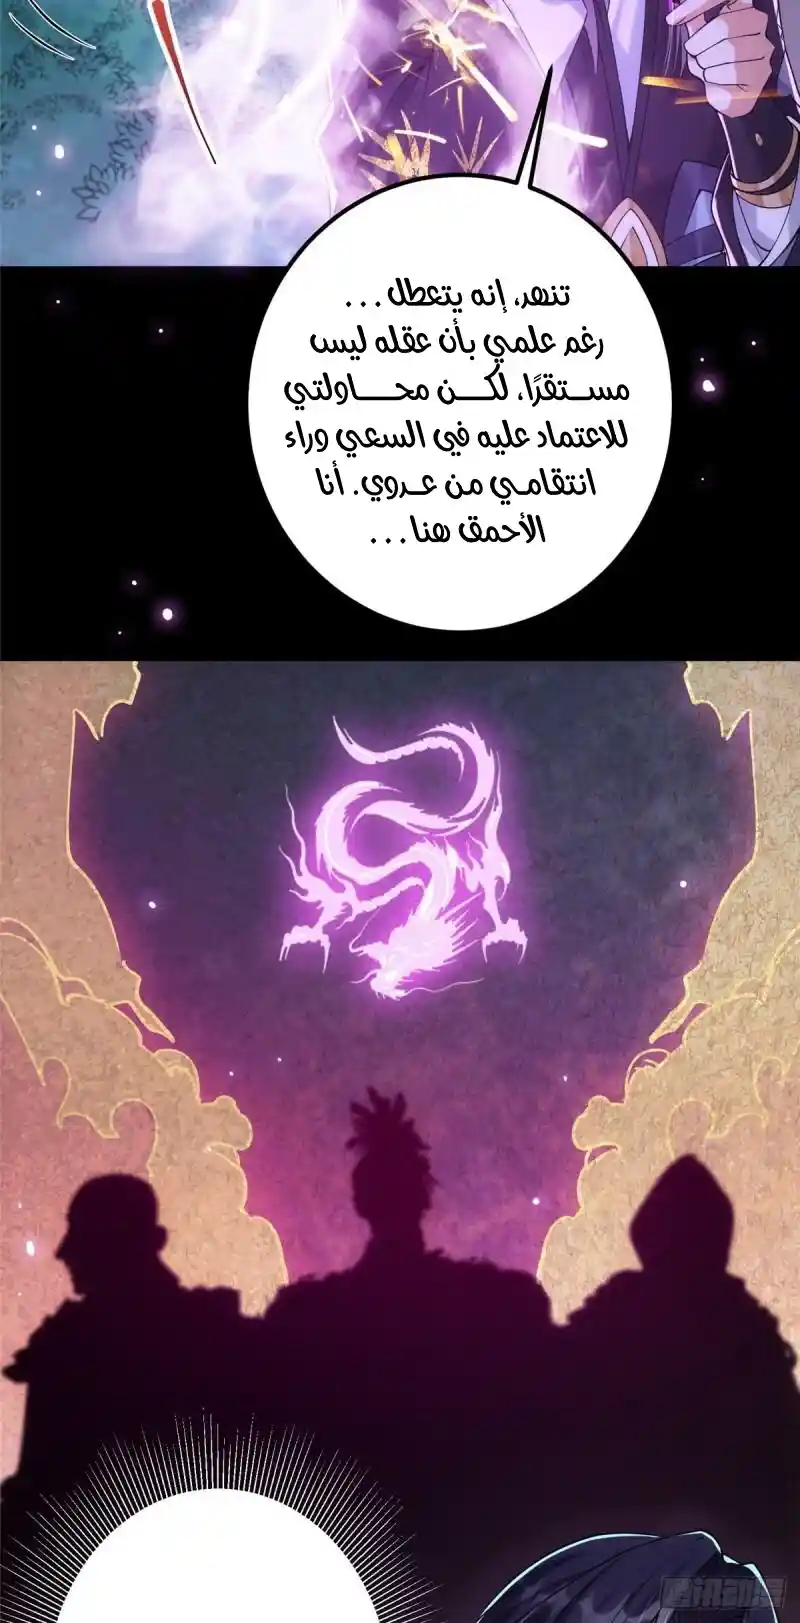 تنهد، إنه يتعطل...
رغم علمي بأن عقله ليس
مستقرًا، لكن محاولتي
للاعتماد عليه في السعي وراء
انتقامي من عدوي. أنا
الأحمق هنا...